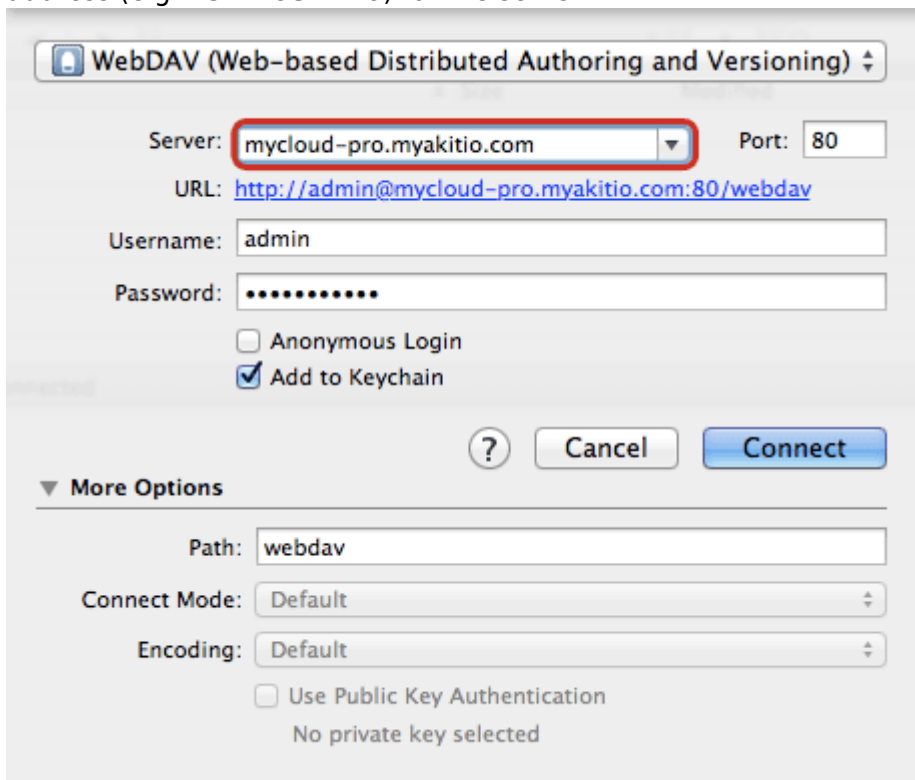 WebDAV (Web-based Distributed Authoring and Versioning)
Size Modified
Server: mycloud-pro.myakitio.com Port: 80
URL: http://admin@mycloud-pro.myakitio.com:80/webdav
Username: admin
Password: •••••••••••
Anonymous Login
Add to Keychain
? Cancel Connect
More Options
Path: webdav
Connect Mode: Default
Encoding: Default
Use Public Key Authentication
No private key selected